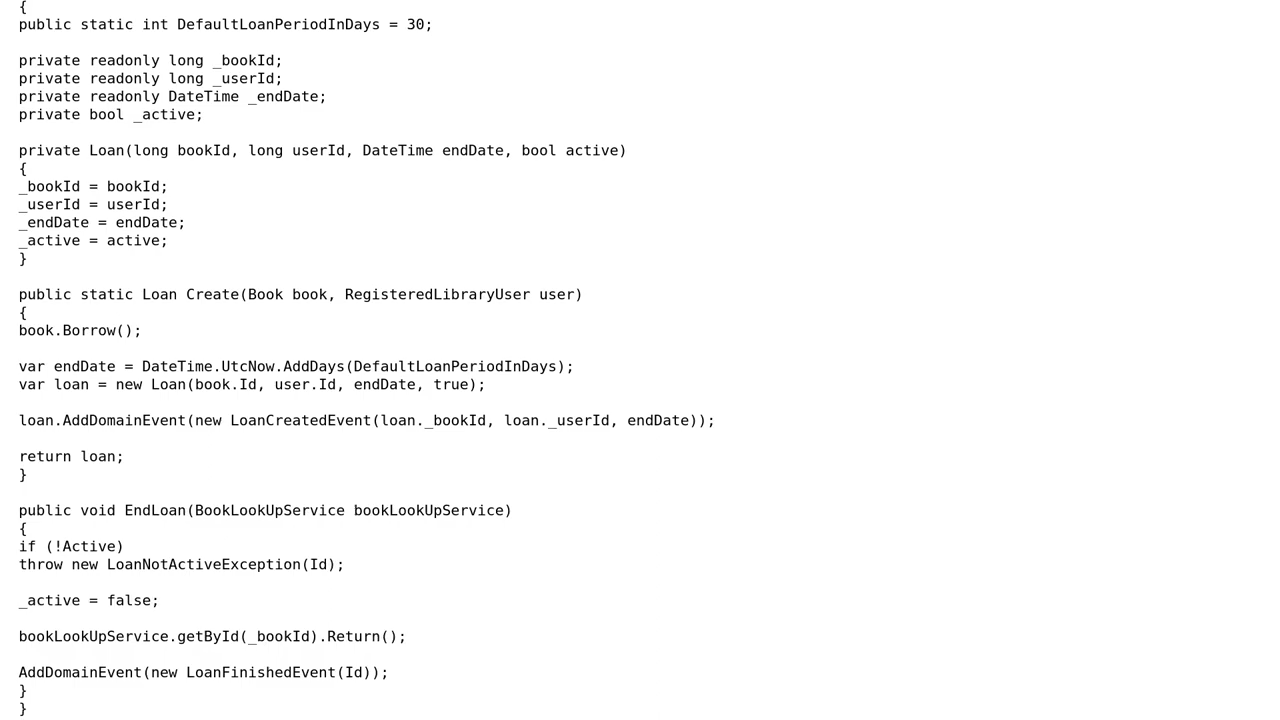 {
public static int DefaultLoanPeriodInDays = 30;
private readonly long _bookId;
private readonly long _userId;
private readonly DateTime _endDate;
private bool _active;
private Loan(long bookId, long userId, DateTime endDate, bool active)
{
_bookId = bookId;
_userId = userId;
_endDate = endDate;
_active = active;
}
public static Loan Create(Book book, RegisteredLibraryUser user)
{
book.Borrow();
var endDate = DateTime.UtcNow.AddDays(DefaultLoanPeriodInDays);
var loan = new Loan(book.Id, user.Id, endDate, true);
loan.AddDomainEvent(new LoanCreatedEvent(loan._bookId, loan._userId, endDate));
return loan;
}
public void EndLoan(BookLookUpService bookLookUpService)
{
if (!Active)
throw new LoanNotActiveException(Id);
_active = false;
bookLookUpService.getById(_bookId).Return();
AddDomainEvent(new LoanFinishedEvent(Id));
}
}